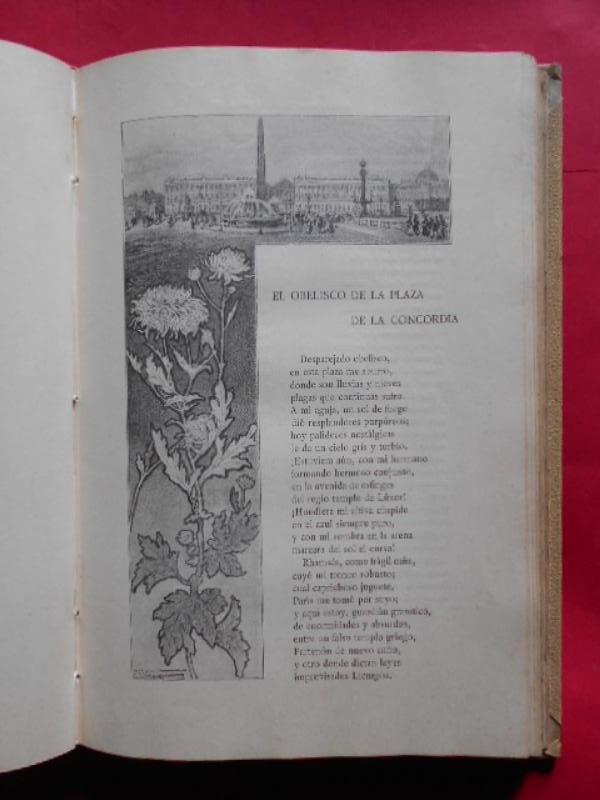 EL OBELISCO DE LA PLAZA
DE LA CONCORDIA
Desparejado obelisco,
en esta plaza me aburro,
donde son lluvias y nieves
plagas que continuas sufro.
A mi aguja, un sol de fuego
dió resplandores purpúreos;
hoy palideces nostálgicas
le da un cielo gris y turbio.
¡Estuviera aún, con mi hermano
formando hermoso conjunto,
en la avenida de esfinges
del regio templo de Lúxor!
¡Hundiera mi altiva cúspide
en el azul siempre puro,
y con mi sombra en la arena
marcara del sol el curso!
Rhamsés, como frágil caña,
cayó mi tronco robusto;
cual caprichoso juguete,
París me tomó por suyo;
y aquí estoy, guardián granítico,
de enormidades y absurdos,
entre un falso templo griego,
Partenón de nuevo cuño,
y otro donde dictan leyes
improvisados Licurgos.